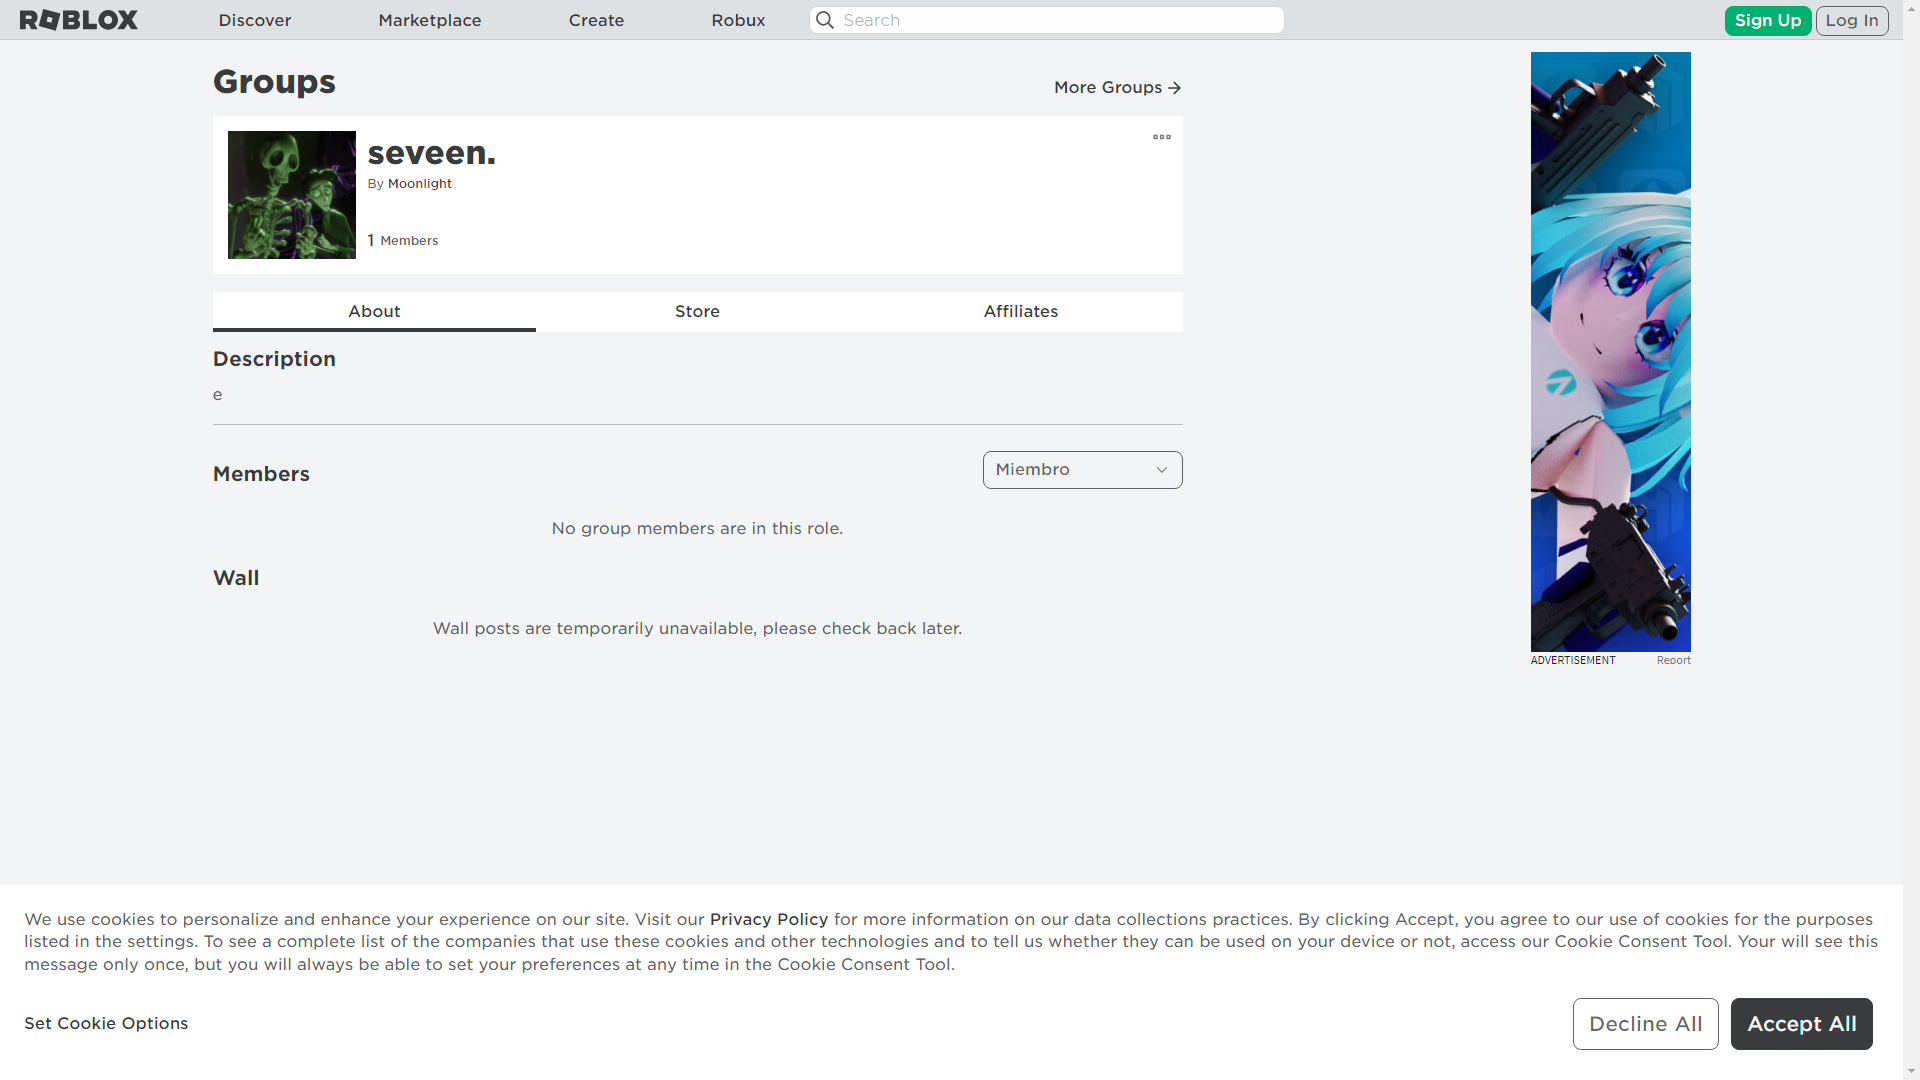 ROBLOX
Discover
Marketplace
Create
Robux
Search
Sign Up
Log In
Groups
More Groups
seveen.
By Moonlight
1 Members
About
Store
Affiliates
Description
e
Members
Miembro
No group members are in this role.
Wall
Wall posts are temporarily unavailable, please check back later.
ADVERTISEMENT
Report
We use cookies to personalize and enhance your experience on our site. Visit our Privacy Policy for more information on our data collections practices. By clicking Accept, you agree to our use of cookies for the purposes
listed in the settings. To see a complete list of the companies that use these cookies and other technologies and to tell us whether they can be used on your device or not, access our Cookie Consent Tool. Your will see this
message only once, but you will always be able to set your preferences at any time in the Cookie Consent Tool.
Set Cookie Options
Decline All
Accept All